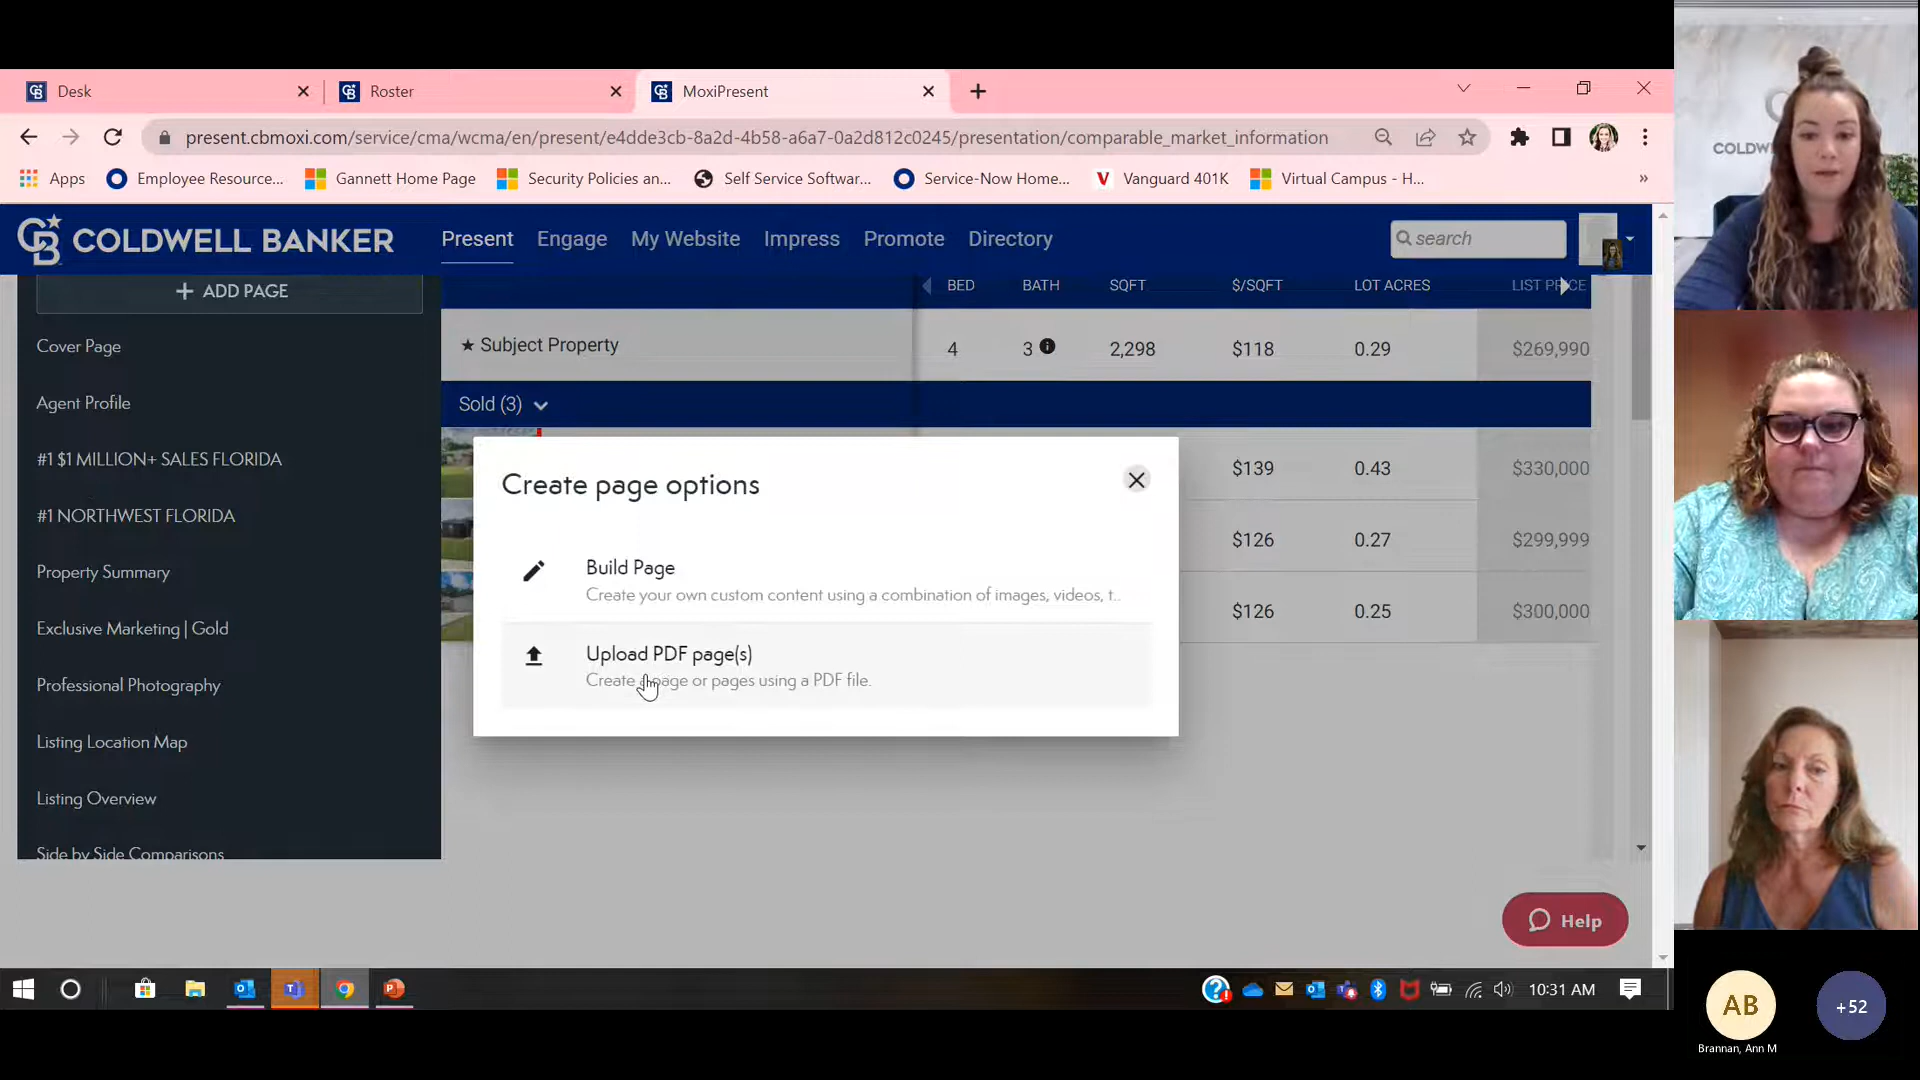 Desk
Roster
MoxiPresent
present.cbmoxi.com/service/cma/wcma/en/present/e4dde3cb-8a2d-4b58-a6a7-0a2d812c0245/presentation/comparable_market_information
Apps
Employee Resource...
Gannett Home Page
Security Policies an...
Self Service Softwar...
Service-Now Home...
Vanguard 401K
Virtual Campus - H...
»
COLDWELL BANKER
Present
Engage
My Website
Impress
Promote
Directory
search
+ ADD PAGE
BED
BATH
SQFT
$/SQFT
LOT ACRES
LIST PRICE
Cover Page
★ Subject Property
4
3
2,298
$118
0.29
$269,990
Agent Profile
Sold (3)
#1 $1 MILLION+ SALES FLORIDA
$139
0.43
$330,000
#1 NORTHWEST FLORIDA
$126
0.27
$299,999
Property Summary
$126
0.25
$300,000
Exclusive Marketing | Gold
Professional Photography
Listing Location Map
Listing Overview
Side by Side Comparisons
Create page options
Build Page
Create your own custom content using a combination of images, videos, t..
Upload PDF page(s)
Create a page or pages using a PDF file.
Help
10:31 AM
COLDW
AB
Brannan, Ann M
+52